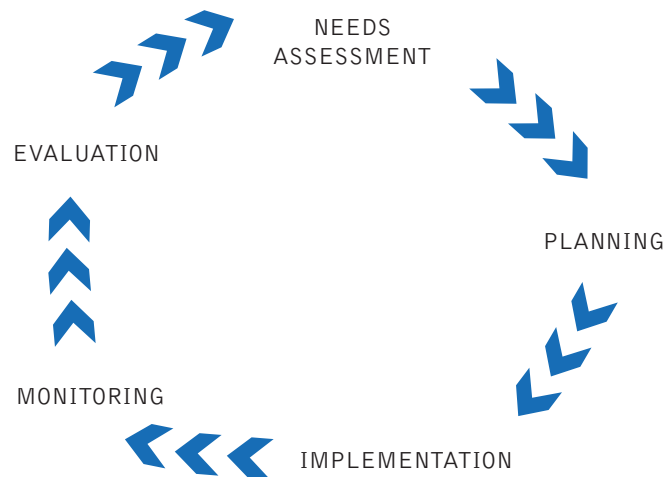 NEEDS
ASSESSMENT
PLANNING
IMPLEMENTATION
MONITORING
EVALUATION